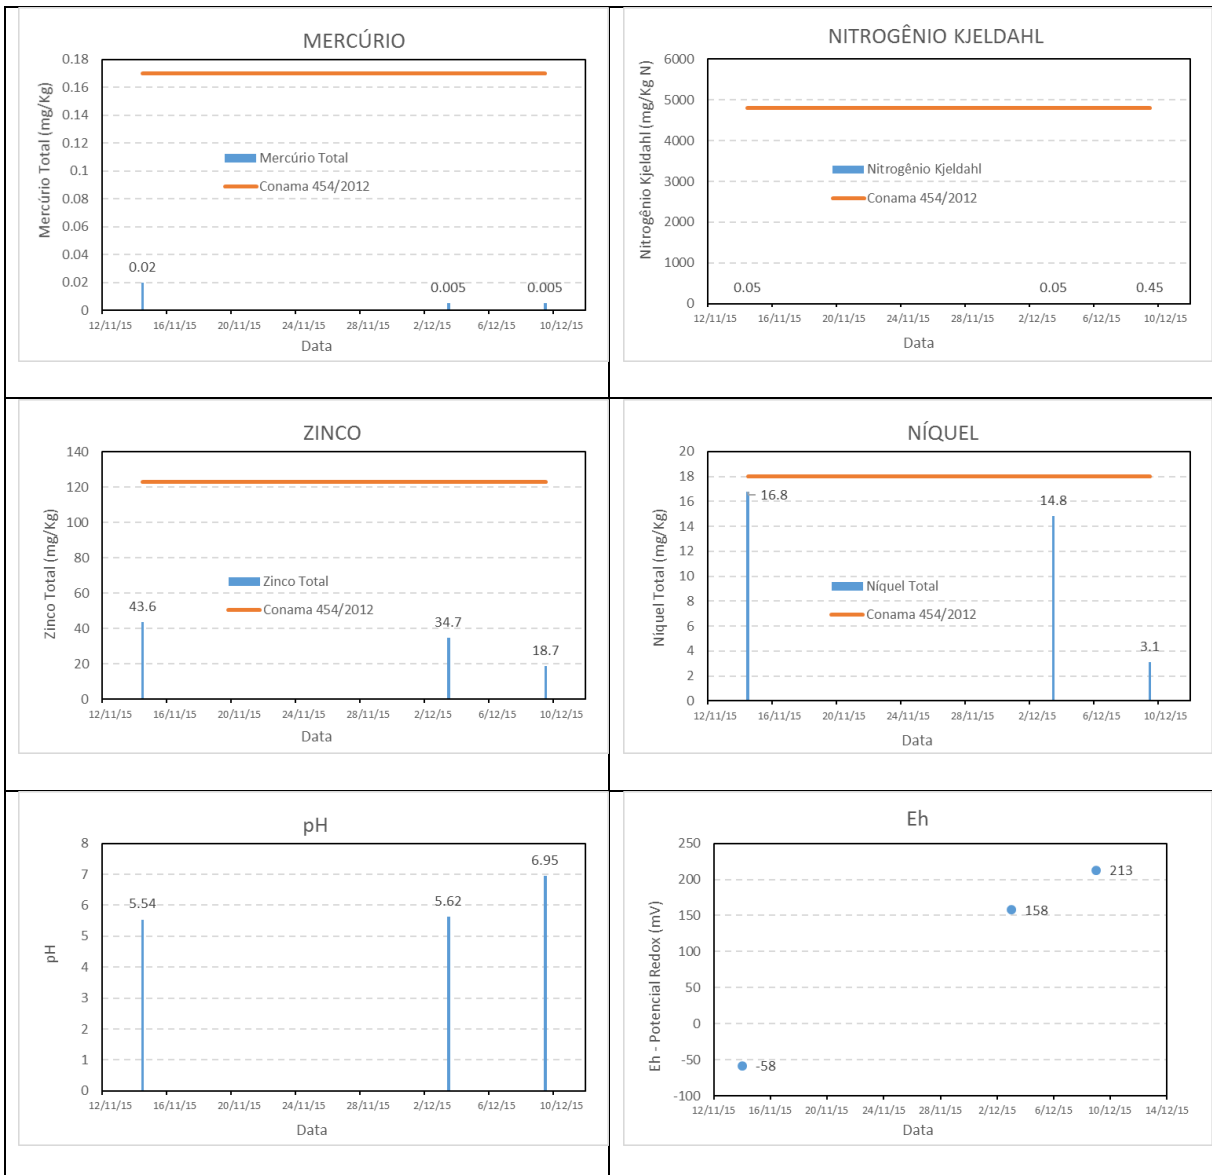 MERCÚRIO
Mercúrio Total (mg/Kg)
0.18
0.16
0.14
0.12
0.1
0.08
0.06
0.04
0.02
0
Mercúrio Total
Conama 454/2012
0.02
0.005
0.005
12/11/15 16/11/15 20/11/15 24/11/15 28/11/15 2/12/15 6/12/15 10/12/15
Data
NITROGÊNIO KJELDAHL
Nitrogênio Kjeldahl (mg/Kg N)
6000
5000
4000
3000
2000
1000
0
Nitrogênio Kjeldahl
Conama 454/2012
0.05
0.05
0.45
12/11/15 16/11/15 20/11/15 24/11/15 28/11/15 2/12/15 6/12/15 10/12/15
Data
ZINCO
Zinco Total (mg/Kg)
140
120
100
80
60
40
20
0
Zinco Total
Conama 454/2012
43.6
34.7
18.7
12/11/15 16/11/15 20/11/15 24/11/15 28/11/15 2/12/15 6/12/15 10/12/15
Data
NÍQUEL
Níquel Total (mg/Kg)
20
18
16
14
12
10
8
6
4
2
0
16.8
14.8
Níquel Total
Conama 454/2012
3.1
12/11/15 16/11/15 20/11/15 24/11/15 28/11/15 2/12/15 6/12/15 10/12/15
Data
pH
pH
8
7
6
5
4
3
2
1
0
5.54
5.62
6.95
12/11/15 16/11/15 20/11/15 24/11/15 28/11/15 2/12/15 6/12/15 10/12/15
Data
Eh
Eh - Potencial Redox (mV)
250
200
150
100
50
0
-50
-100
213
158
-58
12/11/15 16/11/15 20/11/15 24/11/15 28/11/15 2/12/15 6/12/15 10/12/15 14/12/15
Data